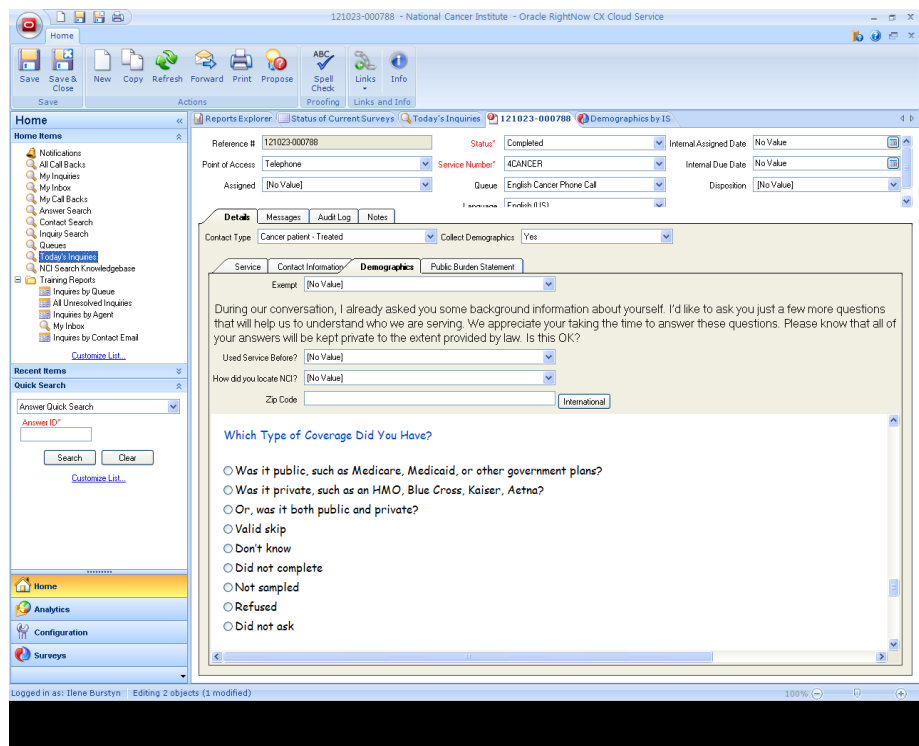 121023-000788 - National Cancer Institute - Oracle RightNow CX Cloud Service
Home
Save Save & Close New Copy Refresh Forward Print Propose ABC Spell Check Links Info
Save Actions Proofing Links and Info
Home
Home Items
Notifications
All Call Backs
My Inquiries
My Inbox
My Call Backs
Answer Search
Contact Search
Inquiry Search
Queues
Today's Inquiries
NCI Search Knowledgebase
Training Reports
Inquires by Queue
All Unresolved Inquiries
Inquiries by Agent
My Inbox
Inquires by Contact Email
Customize List...
Recent Items
Quick Search
Answer Quick Search
Answer ID*
Search Clear
Customize List...
Home
Analytics
Configuration
Surveys
Reports Explorer Status of Current Surveys Today's Inquiries 121023-000788 Demographics by IS
Reference # 121023-000788 Status* Completed Internal Assigned Date No Value
Point of Access Telephone Service Number* 4CANCER Internal Due Date No Value
Assigned [No Value] Queue English Cancer Phone Call Disposition [No Value]
Language English (US)
Details Messages Audit Log Notes
Contact Type Cancer patient - Treated Collect Demographics Yes
Service Contact Information Demographics Public Burden Statement
Exempt [No Value]
During our conversation, I already asked you some background information about yourself. I'd like to ask you just a few more questions
that will help us to understand who we are serving. We appreciate your taking the time to answer these questions. Please know that all of
your answers will be kept private to the extent provided by law. Is this OK?
Used Service Before? [No Value]
How did you locate NCI? [No Value]
Zip Code International
Which Type of Coverage Did You Have?
Was it public, such as Medicare, Medicaid, or other government plans?
Was it private, such as an HMO, Blue Cross, Kaiser, Aetna?
Or, was it both public and private?
Valid skip
Don't know
Did not complete
Not sampled
Refused
Did not ask
Logged in as: Ilene Burstyn Editing 2 objects (1 modified) 100%